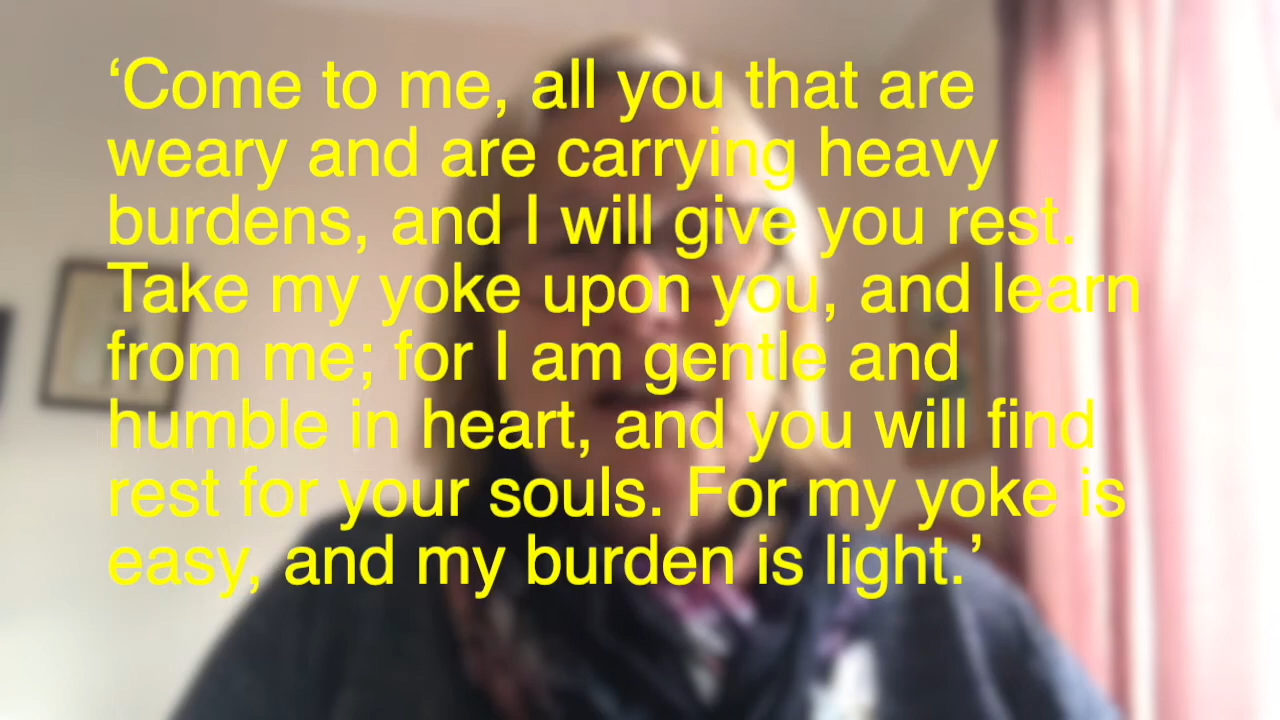 ‘Come to me, all you that are
weary and are carrying heavy
burdens, and I will give you rest.
Take my yoke upon you, and learn
from me; for I am gentle and
humble in heart, and you will find
rest for your souls. For my yoke is
easy, and my burden is light.’